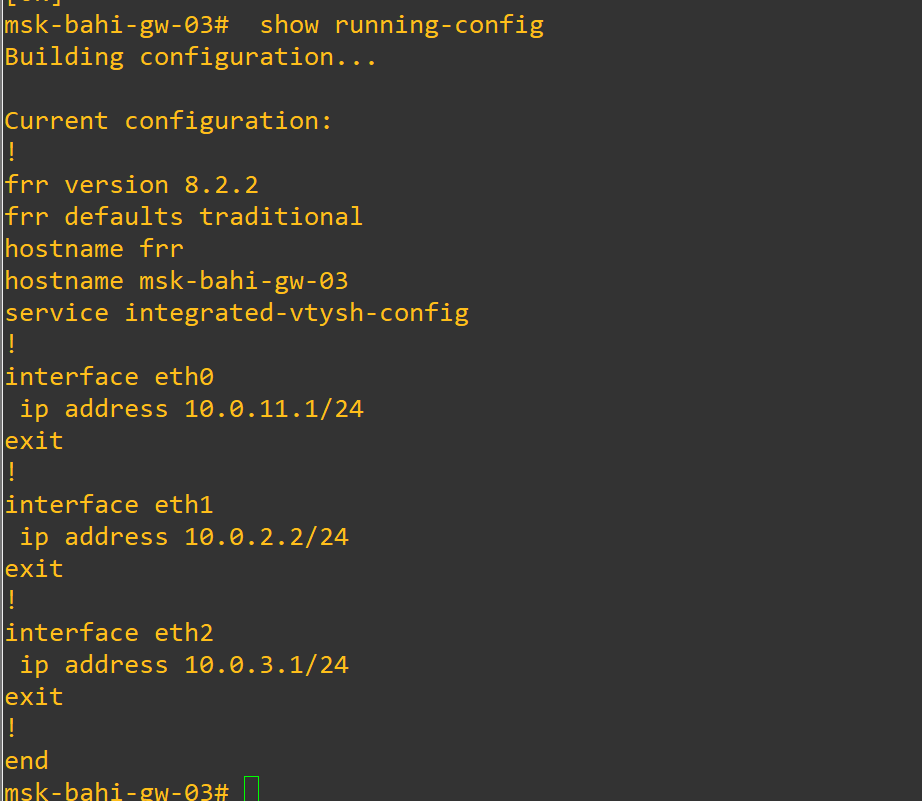 msk-bahi-gw-03#  show running-config
Building configuration...

Current configuration:
!
frr version 8.2.2
frr defaults traditional
hostname frr
hostname msk-bahi-gw-03
service integrated-vtysh-config
!
interface eth0
 ip address 10.0.11.1/24
exit
!
interface eth1
 ip address 10.0.2.2/24
exit
!
interface eth2
 ip address 10.0.3.1/24
exit
!
end
msk-bahi-gw-03#